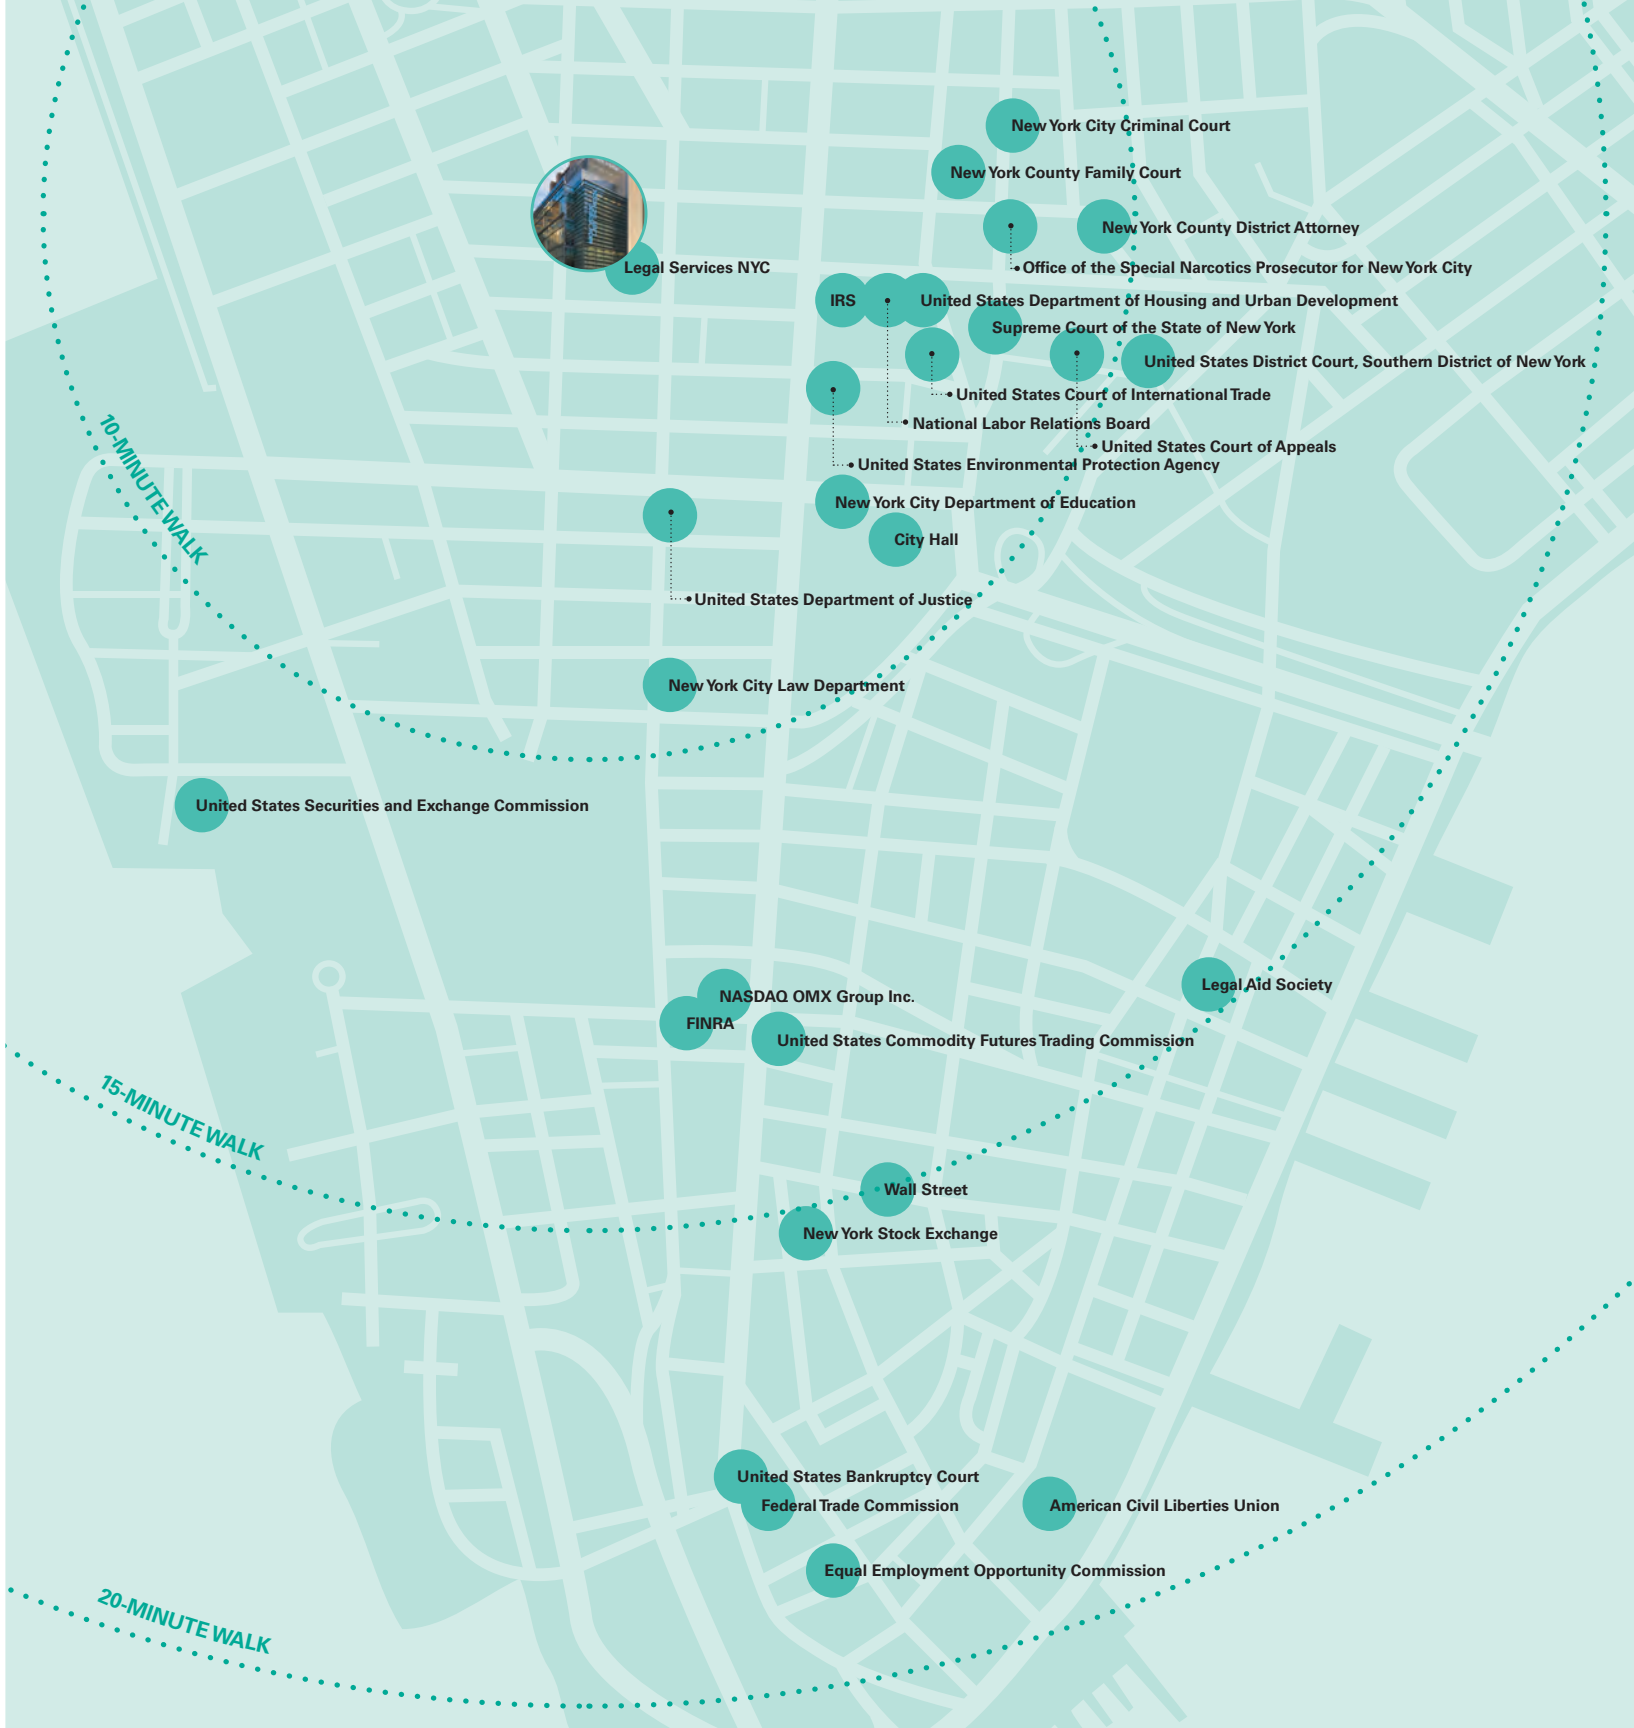 New York City Criminal Court
New York County Family Court
New York County District Attorney
Legal Services NYC
Office of the Special Narcotics Prosecutor for New York City
IRS
United States Department of Housing and Urban Development
Supreme Court of the State of New York
United States District Court, Southern District of New York
United States Court of International Trade
National Labor Relations Board
United States Court of Appeals
United States Environmental Protection Agency
10-MINUTE WALK
New York City Department of Education
City Hall
United States Department of Justice
New York City Law Department
United States Securities and Exchange Commission
Legal Aid Society
NASDAQ OMX Group Inc.
FINRA
United States Commodity Futures Trading Commission
15-MINUTE WALK
Wall Street
New York Stock Exchange
United States Bankruptcy Court
Federal Trade Commission
American Civil Liberties Union
Equal Employment Opportunity Commission
20-MINUTE WALK